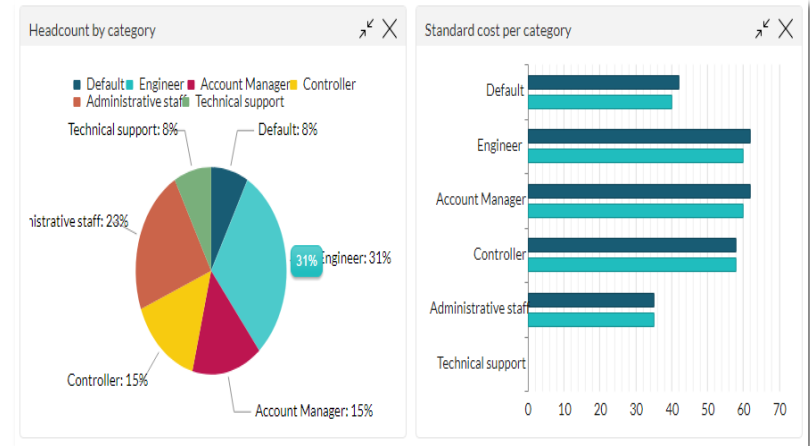 Headcount by category
Default Engineer Account Manager Controller
Administrative staff Technical support
Technical support: 8%
Default: 8%
nistrative staff: 23%
31%
Engineer: 31%
Controller: 15%
Account Manager: 15%
Standard cost per category
Default
Engineer
Account Manager
Controller
Administrative staff
Technical support
0 10 20 30 40 50 60 70